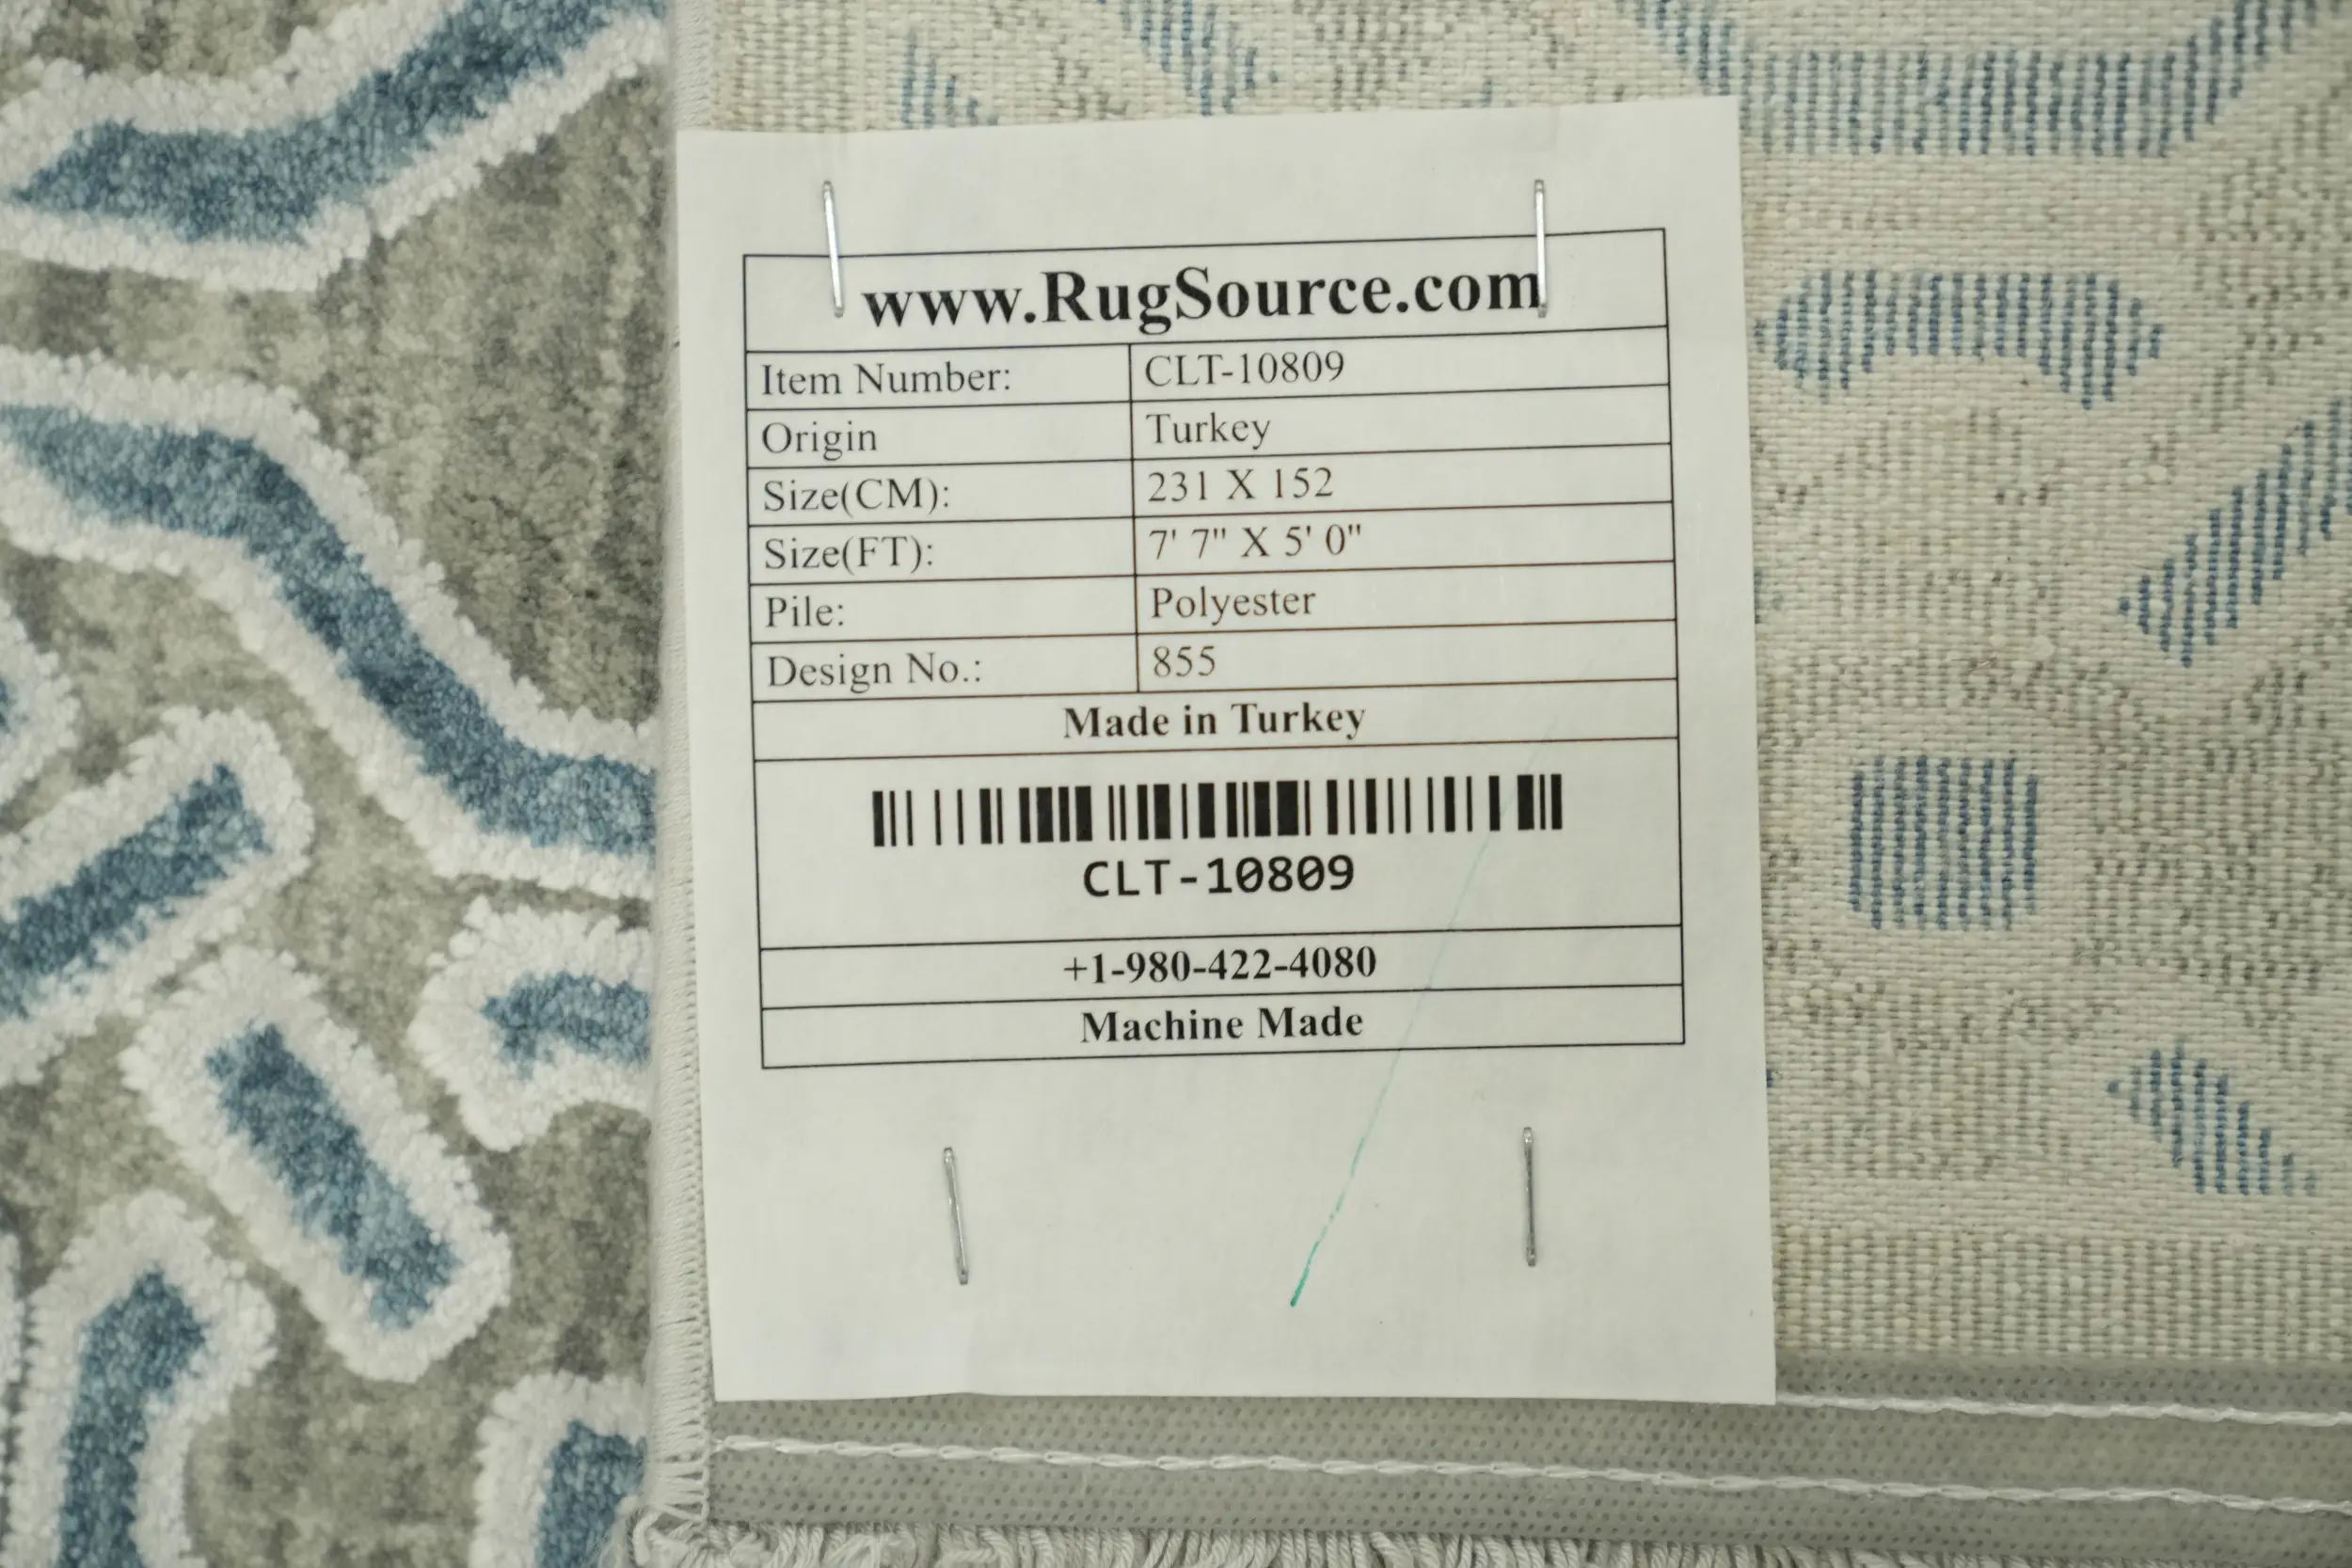 www.RugSource.com
Item Number: CLT-10809
Origin Turkey
Size(CM): 231 X 152
Size(FT): 7' 7" X 5' 0"
Pile: Polyester
Design No.: 855
Made in Turkey
CLT-10809
+1-980-422-4080
Machine Made